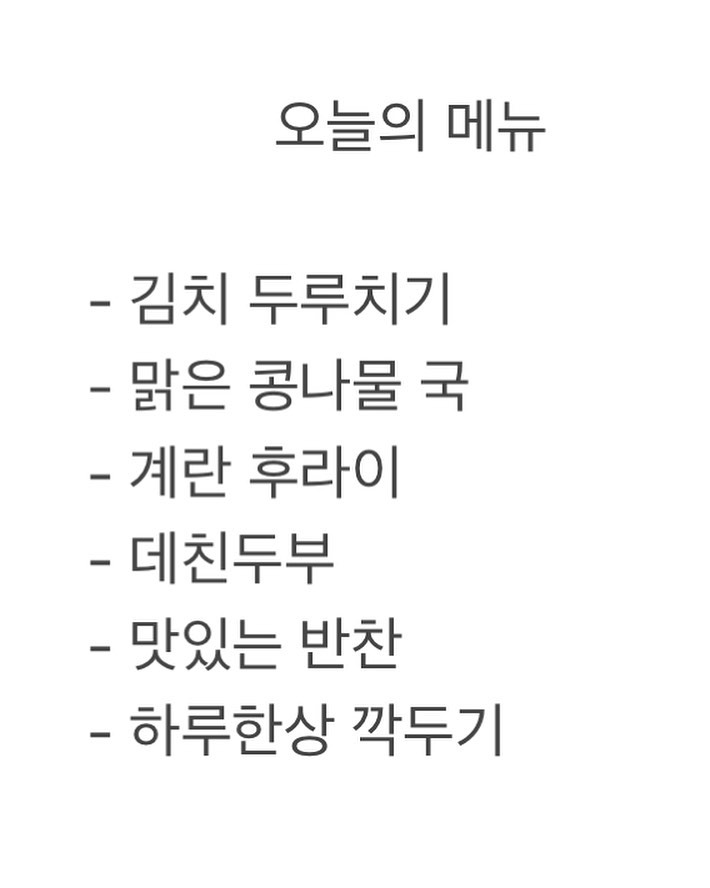 오늘의 메뉴
- 김치 두루치기
- 맑은 콩나물 국
- 계란 후라이
- 데친두부
- 맛있는 반찬
- 하루한상 깍두기